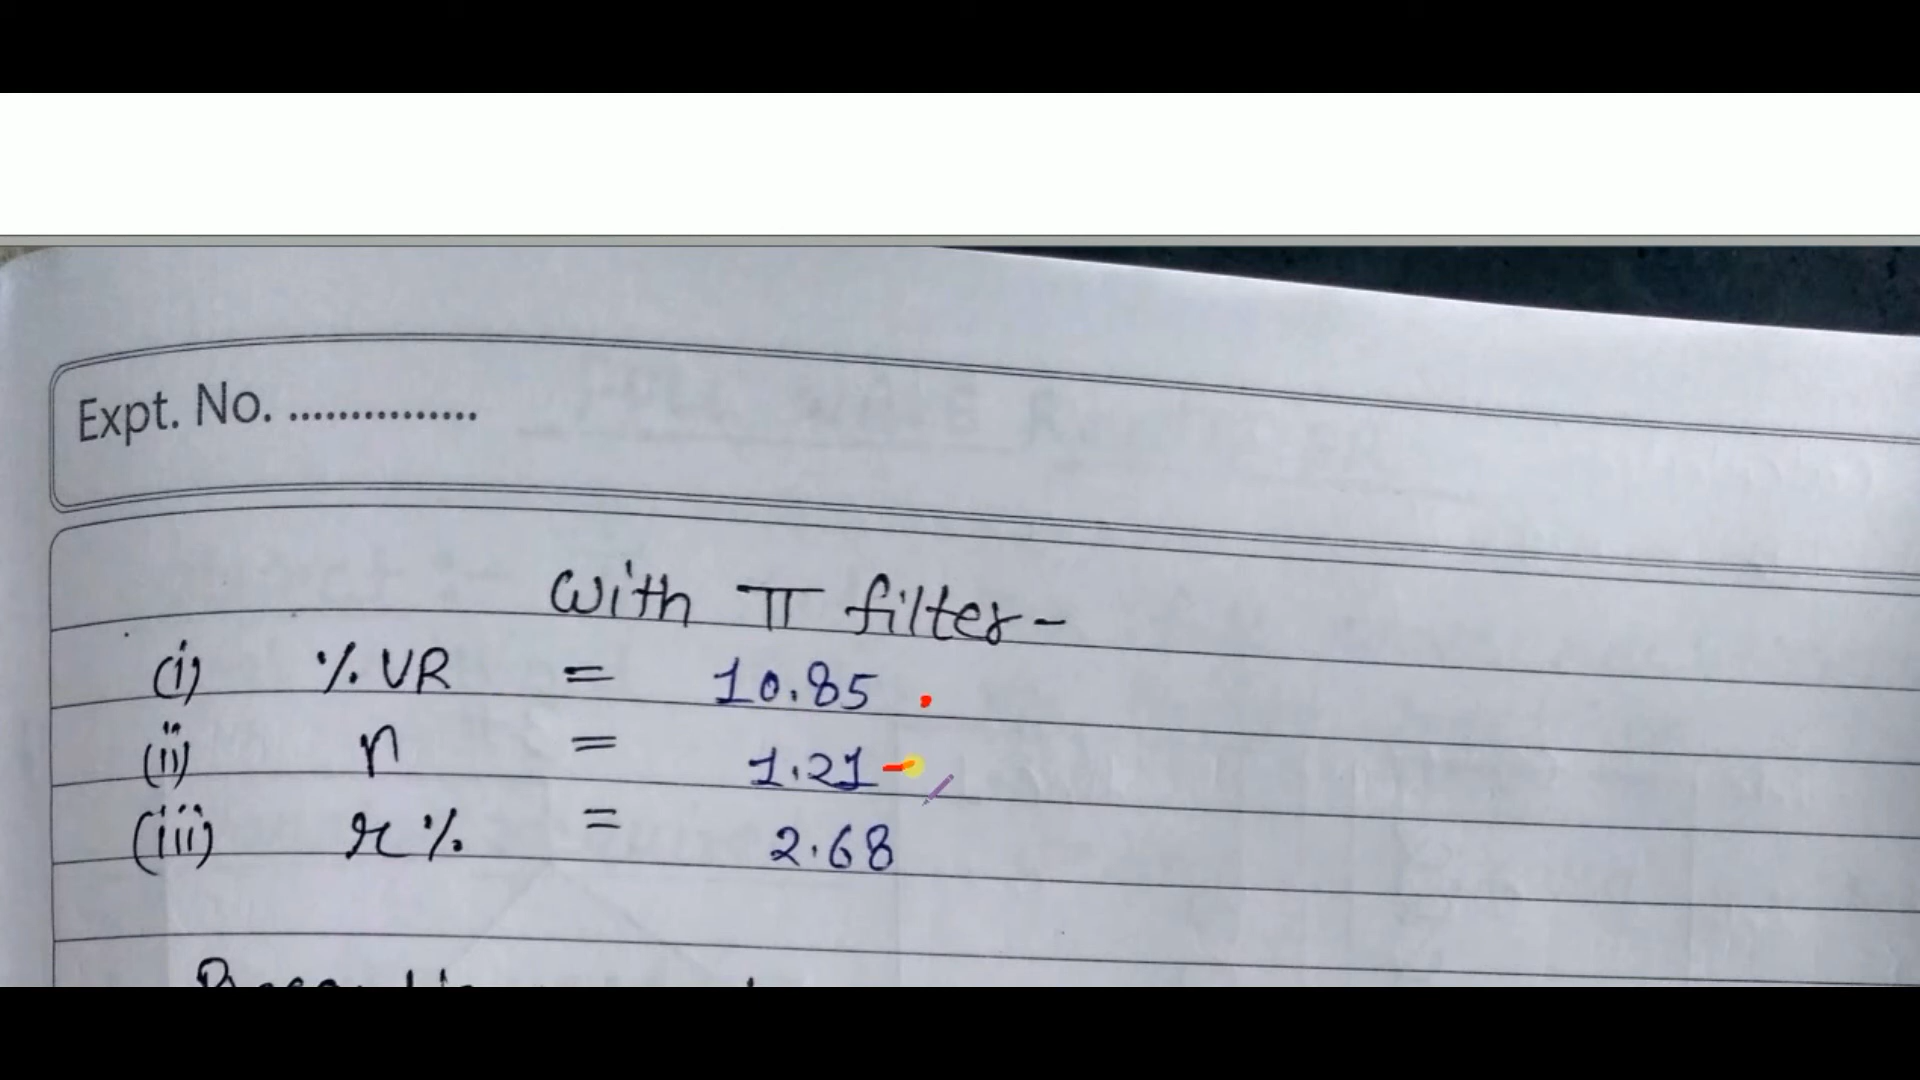 Expt. No. ...............
With π filter-
(i) % VR = 10.85
(ii) n = 1.21
(iii) r % = 2.68